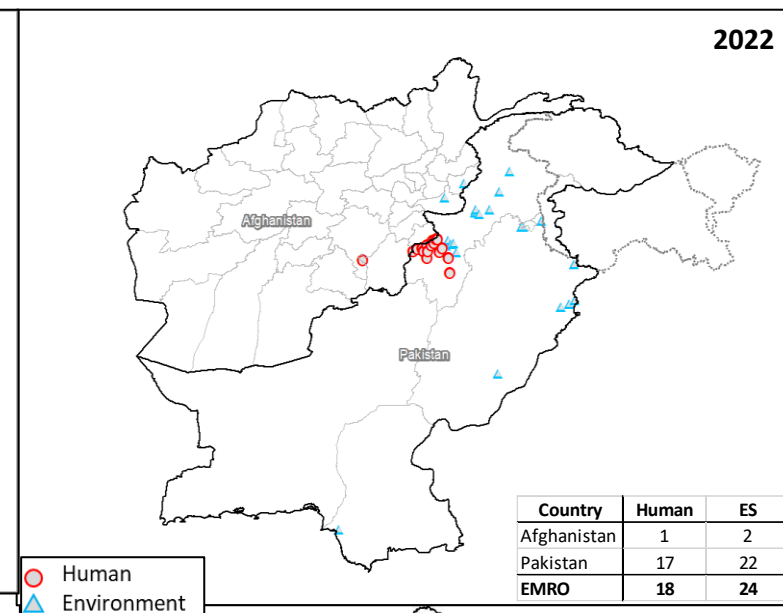 2022
Afghanistan
Pakistan
Country Human ES
Afghanistan 1 2
Pakistan 17 22
EMRO 18 24
Human
Environment